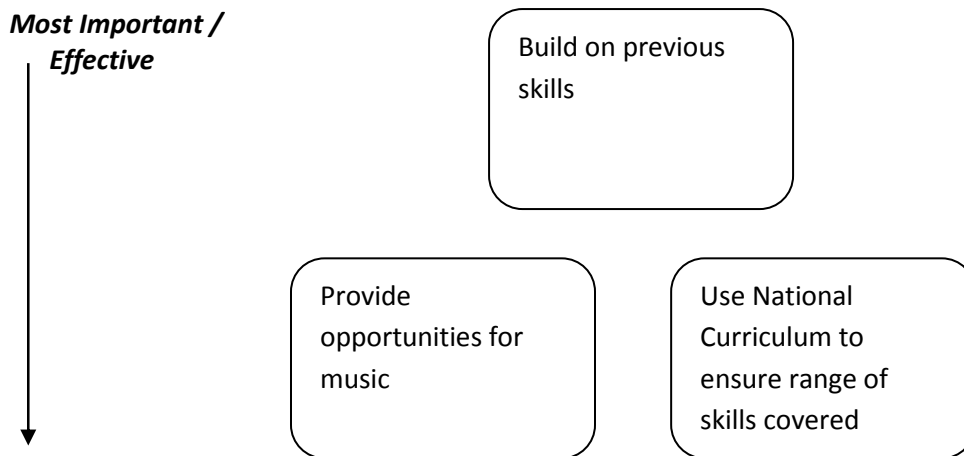 Most Important /
Effective
Build on previous
skills
Provide
opportunities for
music
Use National
Curriculum to
ensure range of
skills covered